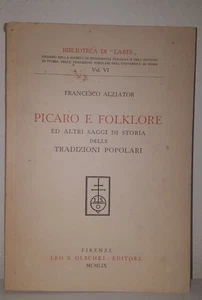 BIBLIOTECA DI "LARES"
Vol. VI
FRANCESCO ALZIATOR
PICARO E FOLKLORE
ED ALTRI SAGGI DI STORIA
DELLE
TRADIZIONI POPOLARI
FIRENZE
LEO S. OLSCHKI - EDITORE
MCMLIX